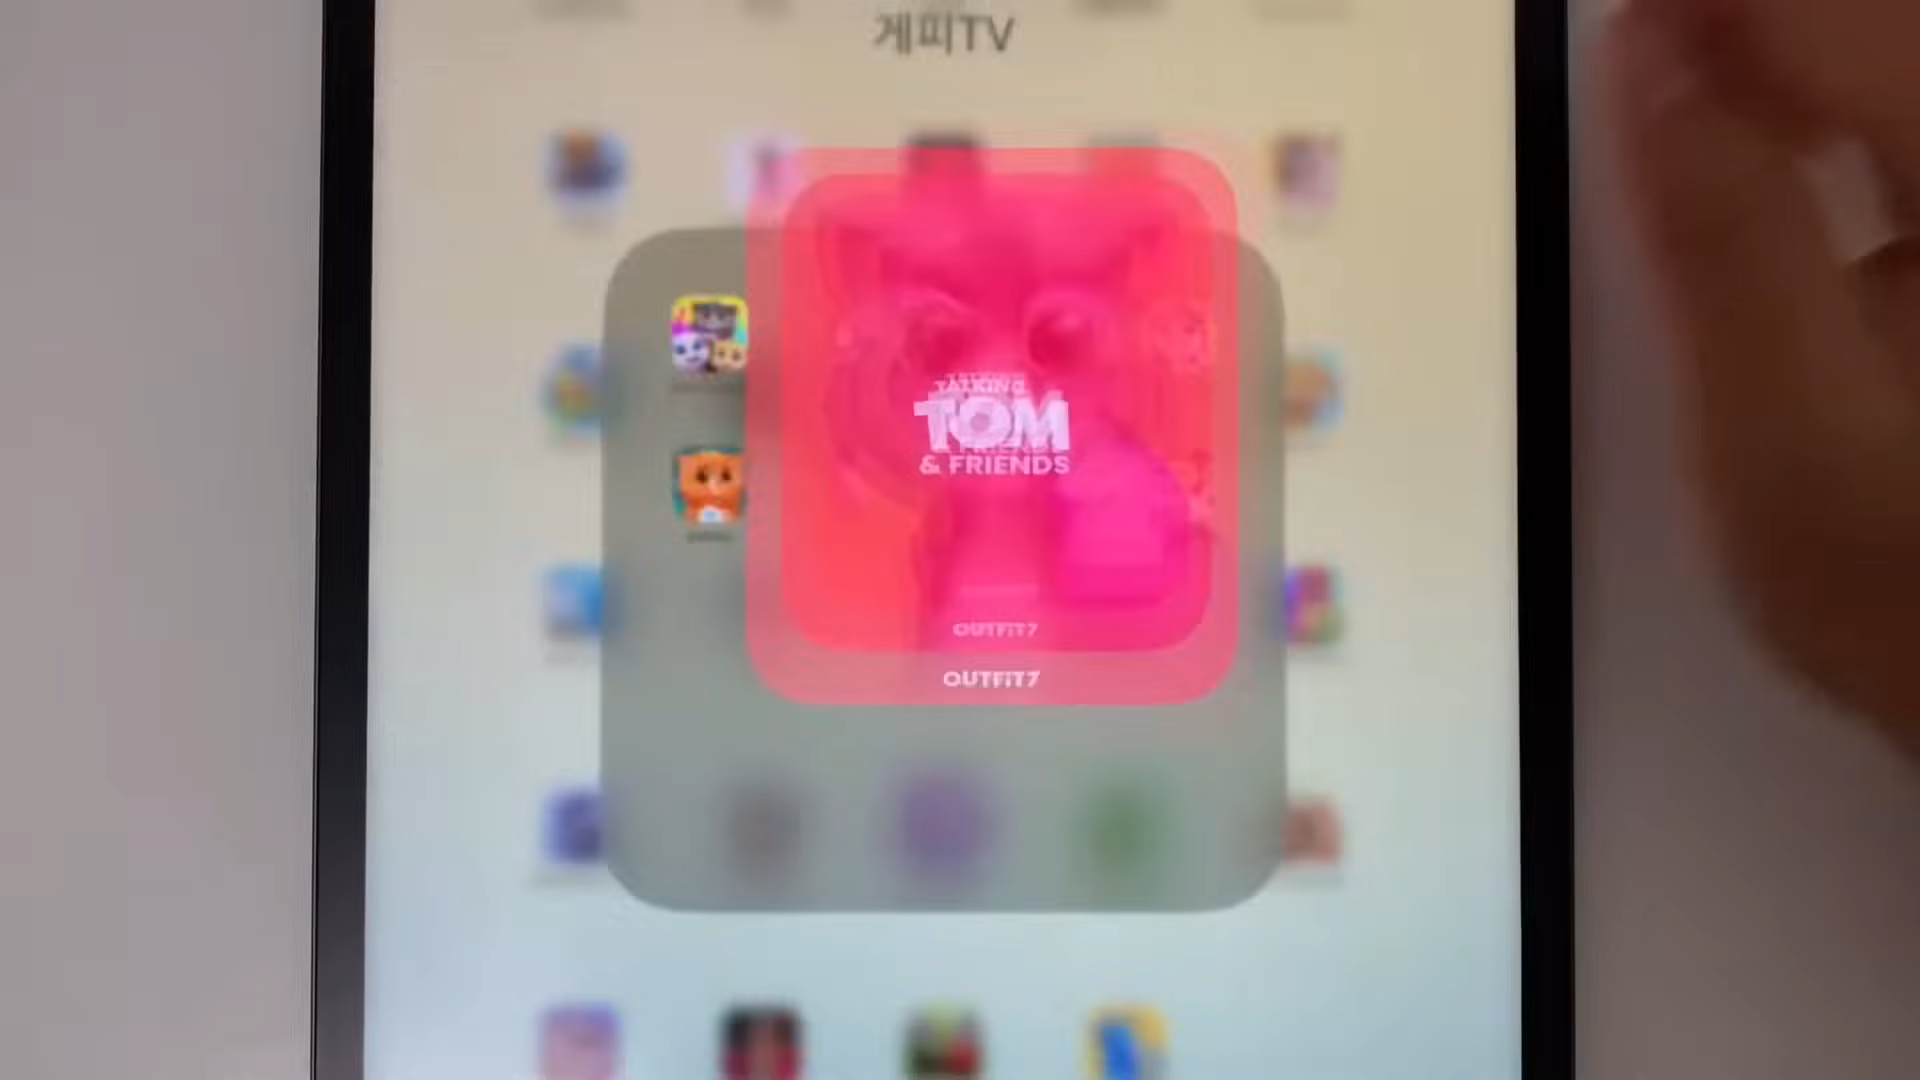 게피TV
TALKING
TOM
& FRIENDS
OUTFIT7
OUTFIT7